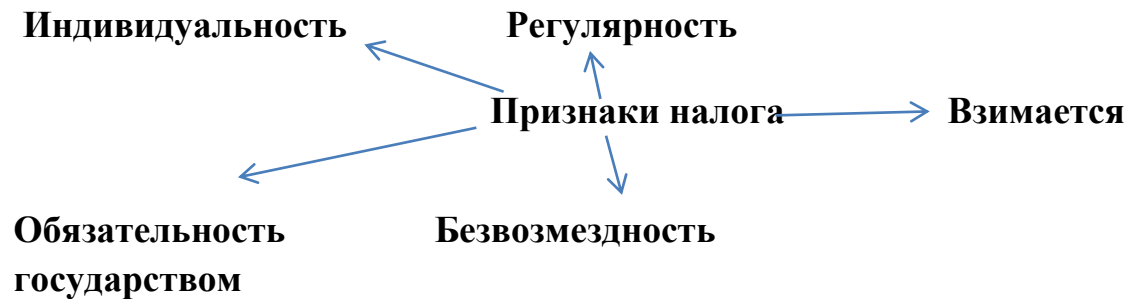 Индивидуальность Регулярность
Признаки налога Взимается
Обязательность Безвозмездность
государством